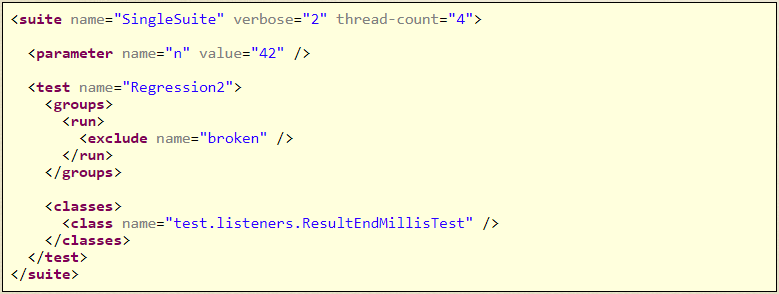 <suite name="SingleSuite" verbose="2" thread-count="4">
<parameter name="n" value="42" />
<test name="Regression2">
<groups>
<run>
<exclude name="broken" />
</run>
</groups>
<classes>
<class name="test.listeners.ResultEndMillisTest" />
</classes>
</test>
</suite>